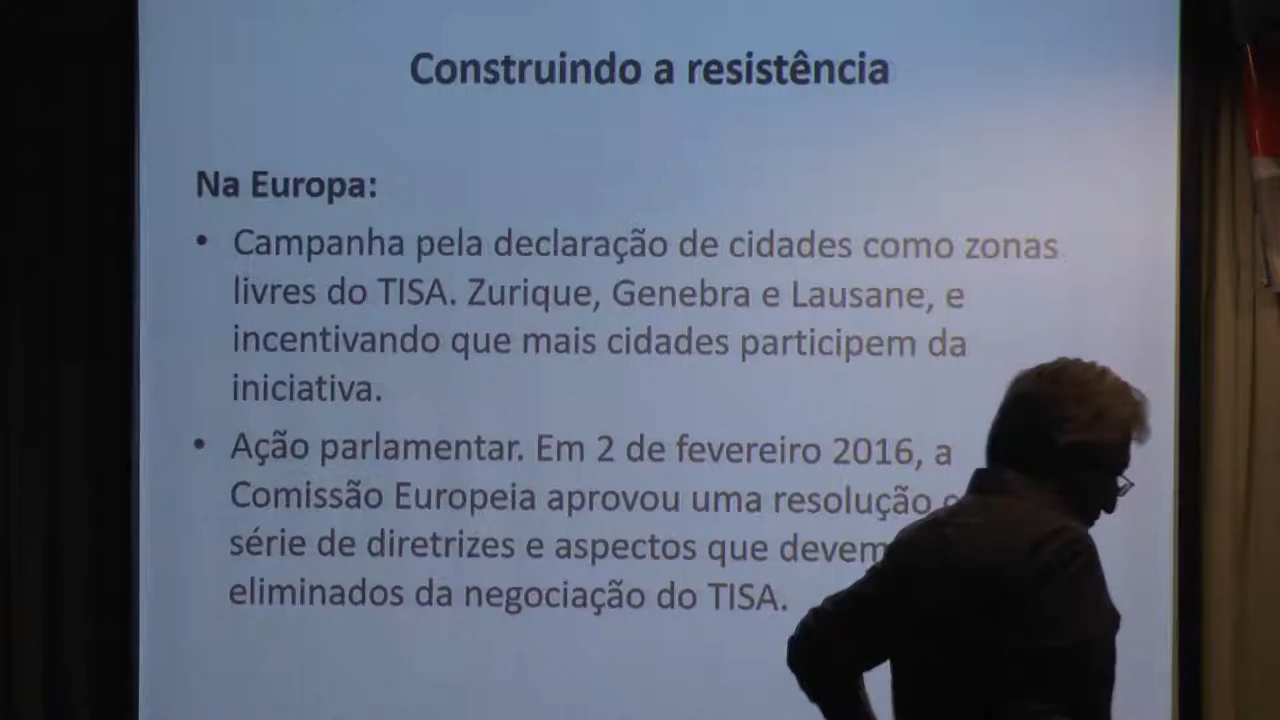 Construindo a resistência
Na Europa:
• Campanha pela declaração de cidades como zonas
livres do TISA. Zurique, Genebra e Lausane, e
incentivando que mais cidades participem da
iniciativa.
• Ação parlamentar. Em 2 de fevereiro 2016, a
Comissão Europeia aprovou uma resolução
série de diretrizes e aspectos que devem
eliminados da negociação do TISA.